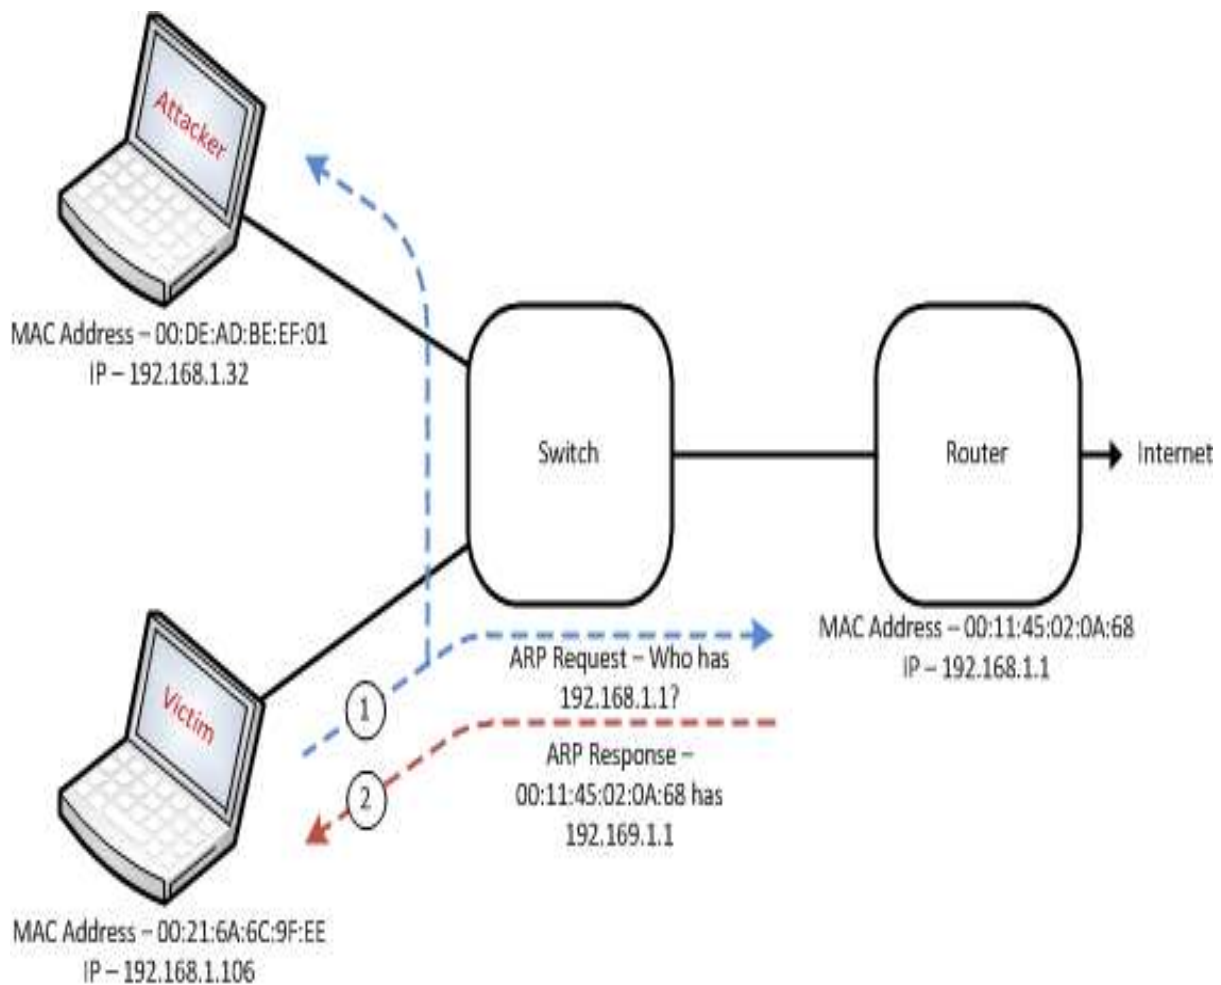 Attacker
MAC Address – 00:DE:AD:BE:EF:01
IP – 192.168.1.32
Switch
Router
Internet
MAC Address – 00:11:45:02:0A:68
IP – 192.168.1.1
ARP Request – Who has
192.168.1.1?
1
ARP Response –
00:11:45:02:0A:68 has
192.169.1.1
2
Victim
MAC Address – 00:21:6A:6C:9F:EE
IP – 192.168.1.106